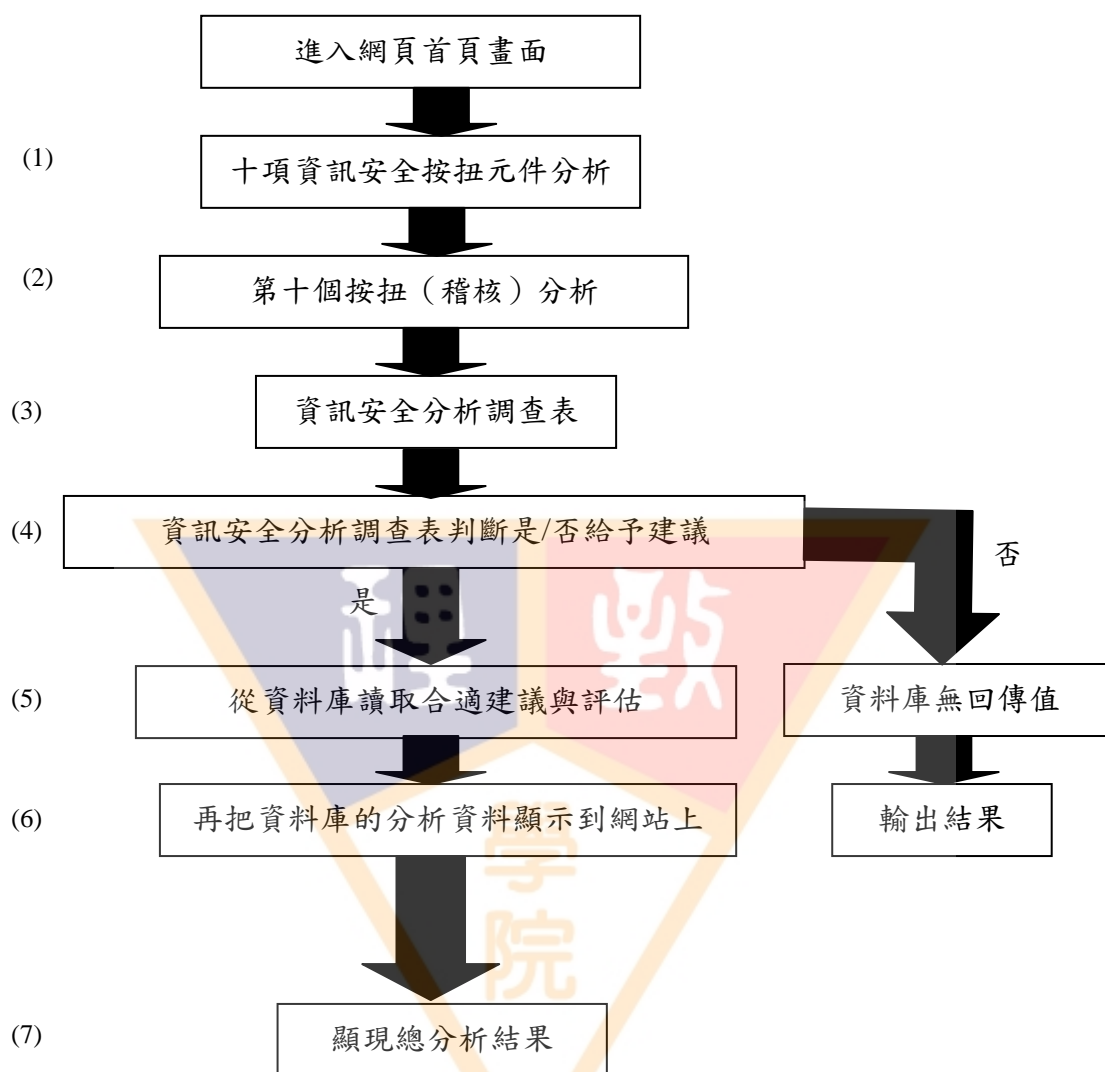 進入網頁首頁畫面
(1) 十項資訊安全按扭元件分析
(2) 第十個按扭（稽核）分析
(3) 資訊安全分析調查表
(4) 資訊安全分析調查表判斷是/否給予建議
是 否
(5) 從資料庫讀取合適建議與評估 資料庫無回傳值
(6) 再把資料庫的分析資料顯示到網站上 輸出結果
(7) 顯現總分析結果
學
院